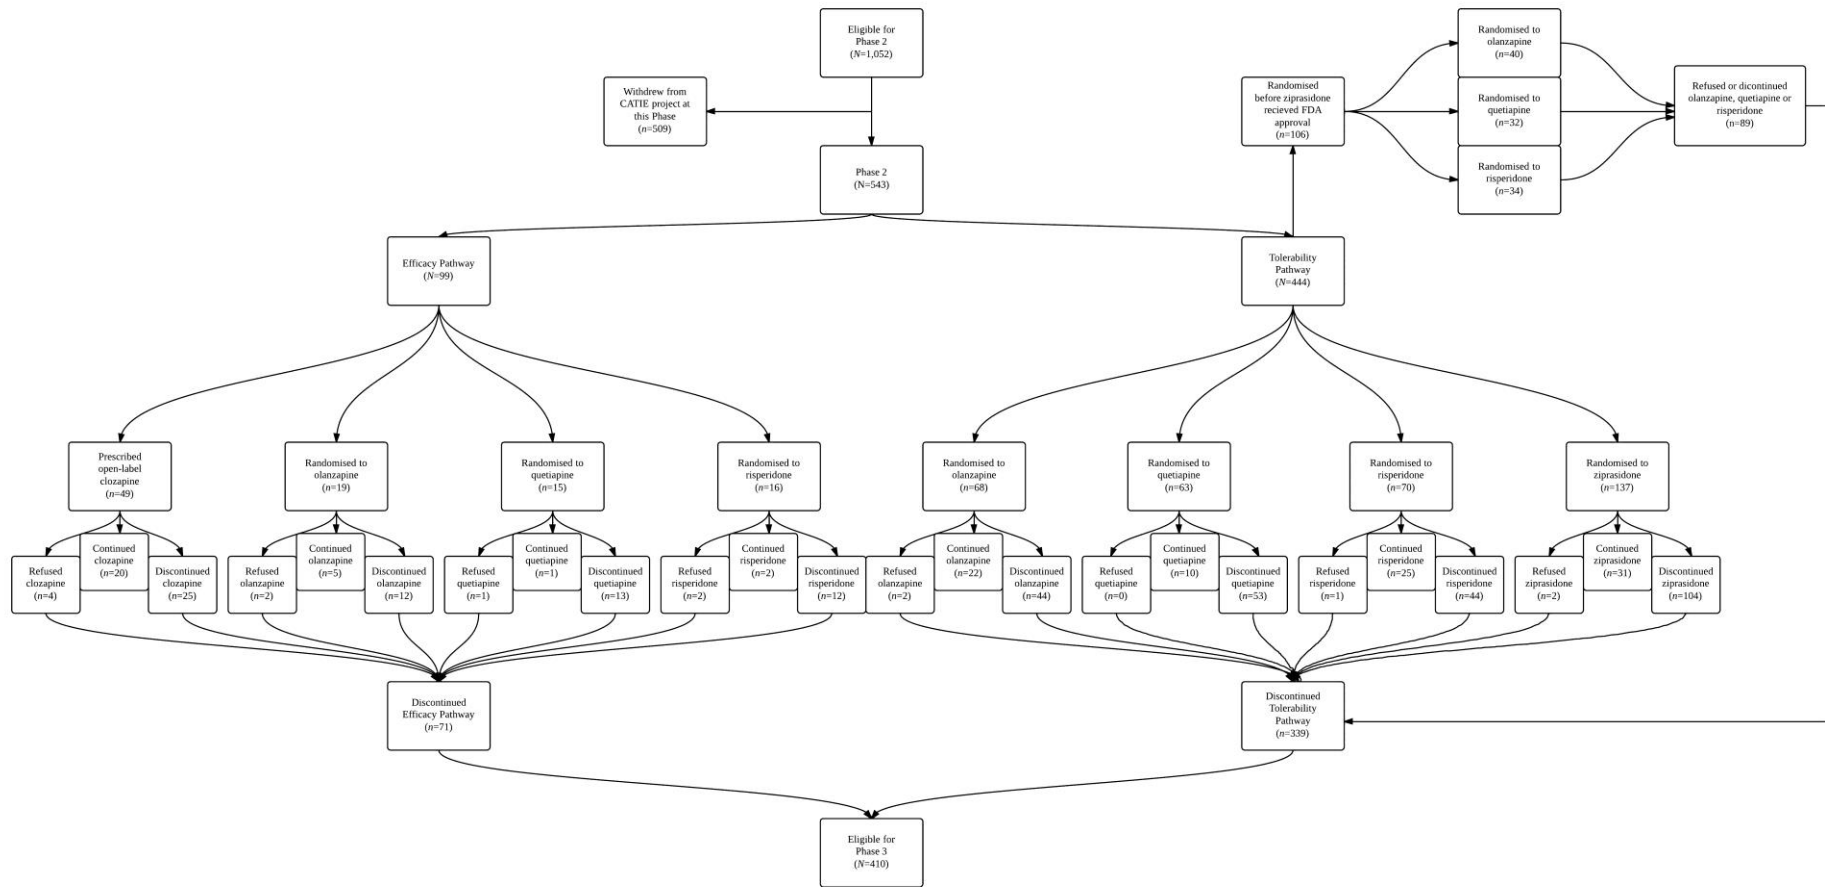 Eligible for
Phase 2
(N=1,052)
Withdrew from
CATIE project at
this Phase
(n=509)
Phase 2
(N=543)
Randomised
before ziprasidone
recieved FDA
approval
(n=106)
Randomised to
olanzapine
(n=40)
Randomised to
quetiapine
(n=32)
Randomised to
risperidone
(n=34)
Refused or dicontinued
olanzapine, quetiapine or
risperidone
(n=89)
Efficacy Pathway
(N=99)
Tolerability
Pathway
(N=444)
Prescribed
open-label
clozapine
(n=49)
Randomised to
olanzapine
(n=19)
Randomised to
quetiapine
(n=15)
Randomised to
risperidone
(n=16)
Randomised to
olanzapine
(n=68)
Randomised to
quetiapine
(n=63)
Randomised to
risperidone
(n=70)
Randomised to
ziprasidone
(n=137)
Refused
clozapine
(n=4)
Continued
clozapine
(n=20)
Discontinued
clozapine
(n=25)
Refused
olanzapine
(n=2)
Continued
olanzapine
(n=5)
Discontinued
olanzapine
(n=12)
Refused
quetiapine
(n=1)
Continued
quetiapine
(n=1)
Discontinued
quetiapine
(n=13)
Refused
risperidone
(n=2)
Continued
risperidone
(n=2)
Discontinued
risperidone
(n=12)
Refused
olanzapine
(n=2)
Continued
olanzapine
(n=22)
Discontinued
olanzapine
(n=44)
Refused
quetiapine
(n=0)
Continued
quetiapine
(n=10)
Discontinued
quetiapine
(n=53)
Refused
risperidone
(n=1)
Continued
risperidone
(n=25)
Discontinued
risperidone
(n=44)
Refused
ziprasidone
(n=2)
Continued
ziprasidone
(n=31)
Discontinued
ziprasidone
(n=104)
Discontinued
Efficacy Pathway
(n=71)
Discontinued
Tolerability
Pathway
(n=339)
Eligible for
Phase 3
(N=410)